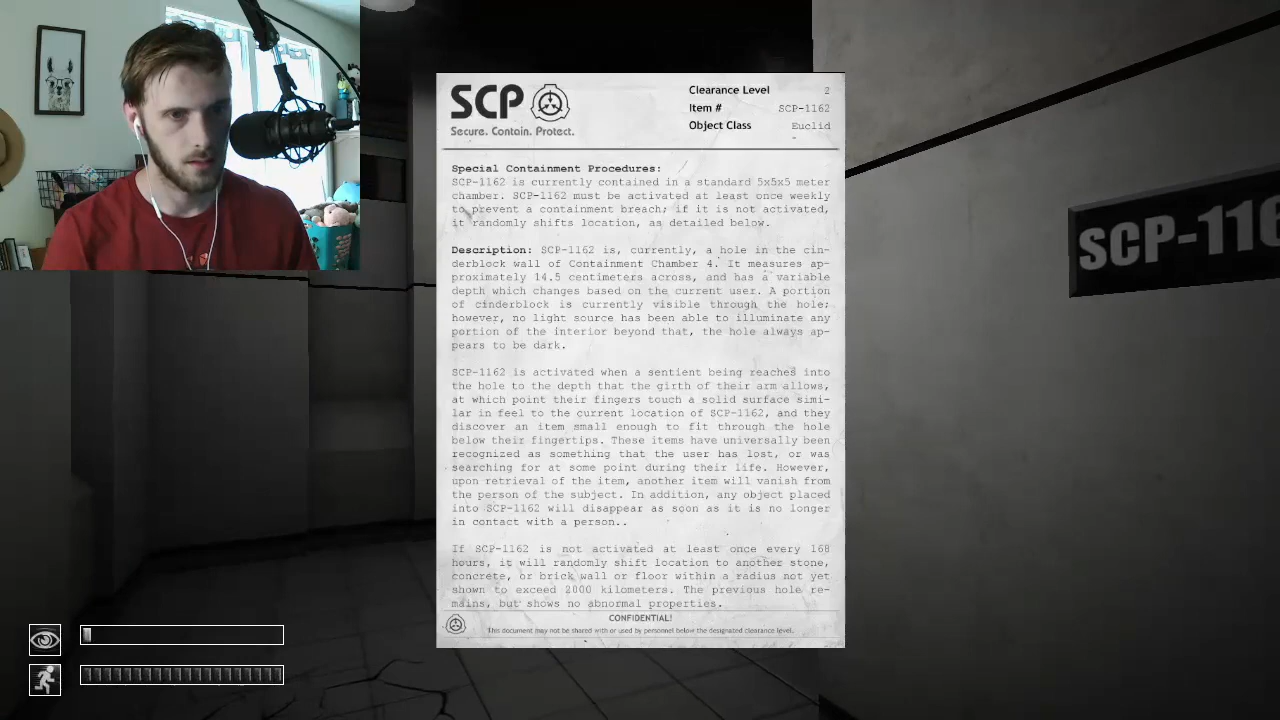 SCP
Secure. Contain. Protect.
Clearance Level 2
Item # SCP-1162
Object Class Euclid
Special Containment Procedures:
SCP-1162 is currently contained in a standard 5x5x5 meter
chamber. SCP-1162 must be activated at least once weekly
to prevent a containment breach; if it is not activated,
it randomly shifts location, as detailed below.
Description: SCP-1162 is, currently, a hole in the cin-
derblock wall of Containment Chamber 4. It measures ap-
proximately 14.5 centimeters across, and has a variable
depth which changes based on the current user. A portion
of cinderblock is currently visible through the hole;
however, no light source has been able to illuminate any
portion of the interior beyond that, the hole always ap-
pears to be dark.
SCP-1162 is activated when a sentient being reaches into
the hole to the depth that the girth of their arm allows,
at which point their fingers touch a solid surface simi-
lar in feel to the current location of SCP-1162, and they
discover an item small enough to fit through the hole
below their fingertips. These items have universally been
recognized as something that the user has lost, or was
searching for at some point during their life. However,
upon retrieval of the item, another item will vanish from
the person of the subject. In addition, any object placed
into SCP-1162 will disappear as soon as it is no longer
in contact with a person..
If SCP-1162 is not activated at least once every 168
hours, it will randomly shift location to another stone,
concrete, or brick wall or floor within a radius not yet
shown to exceed 2000 kilometers. The previous hole re-
mains, but shows no abnormal properties.
CONFIDENTIAL!
This document may not be shared with or used by personnel below the designated clearance level.
SCP-116